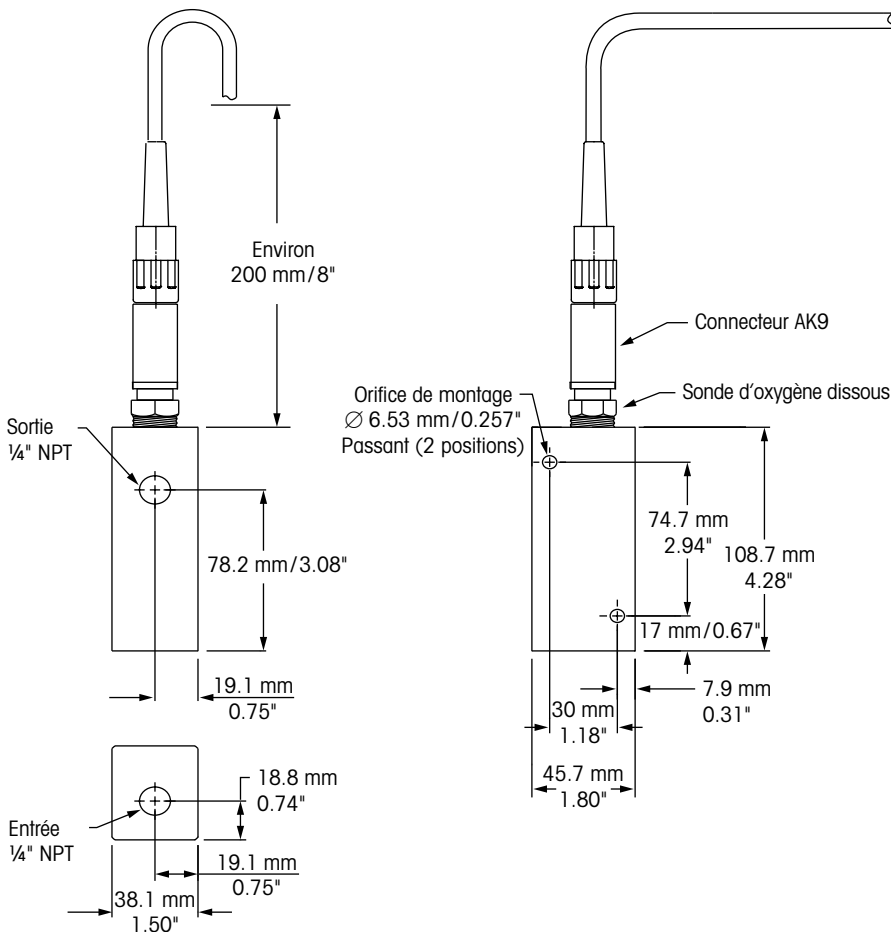 Environ
200 mm/8"
Sortie
¼" NPT
78.2 mm/3.08"
19.1 mm
0.75"
18.8 mm
0.74"
Entrée
¼" NPT
19.1 mm
0.75"
38.1 mm
1.50"
Connecteur AK9
Orifice de montage
∅ 6.53 mm/0.257"
Passant (2 positions)
Sonde d'oxygène dissous
74.7 mm
2.94"
108.7 mm
4.28"
17 mm/0.67"
7.9 mm
0.31"
30 mm
1.18"
45.7 mm
1.80"